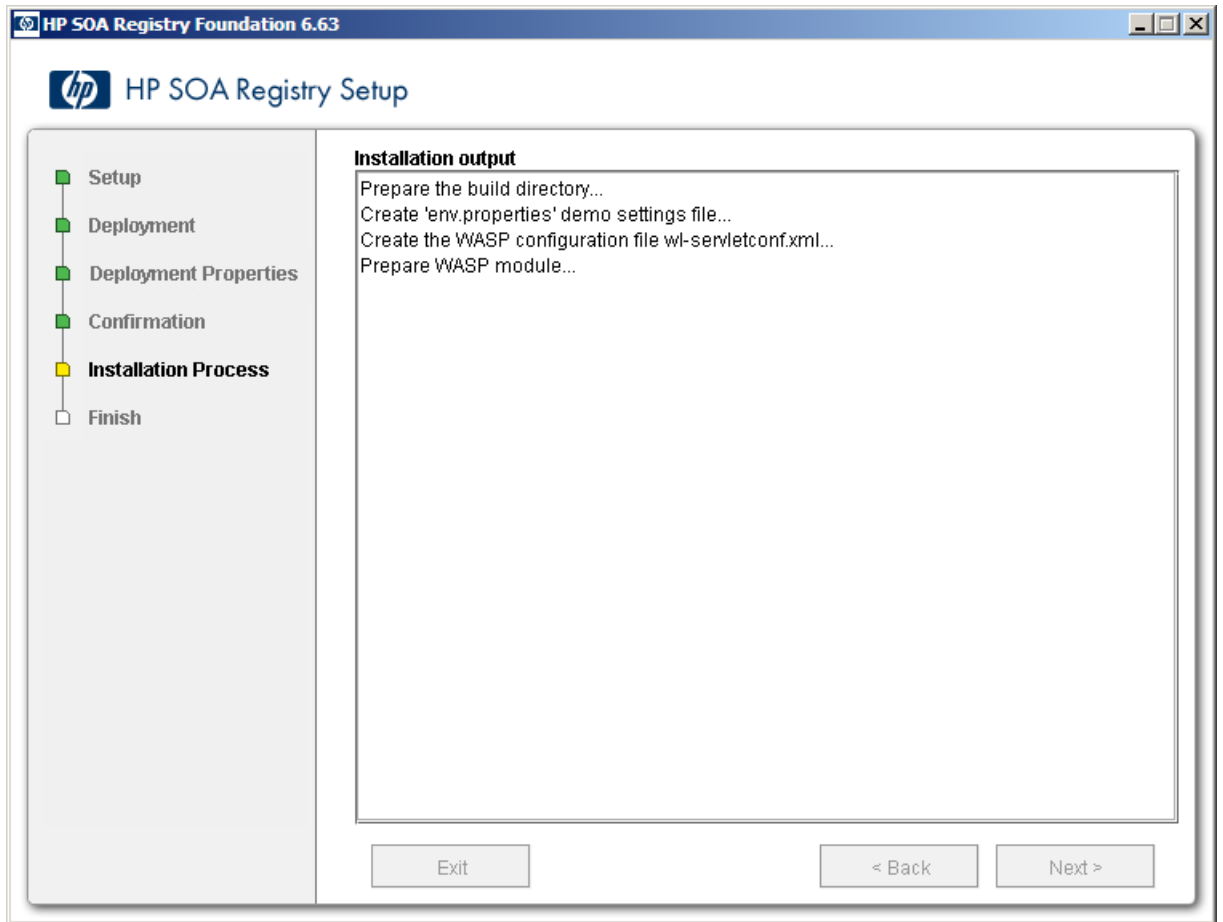 HP SOA Registry Foundation 6.63
hp HP SOA Registry Setup
Setup
Deployment
Deployment Properties
Confirmation
Installation Process
Finish
Installation output
Prepare the build directory...
Create 'env.properties' demo settings file...
Create the WASP configuration file wl-servletconf.xml...
Prepare WASP module...
Exit
< Back
Next >